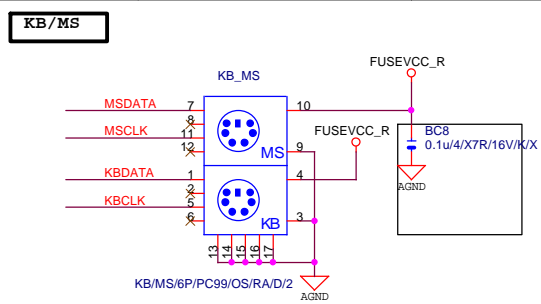 KB/MS
FUSEVCC_R
KB_MS
MSDATA 7
10
8
FUSEVCC_R
BC8
MSCLK 11
0.1u/4/X7R/16V/K/X
12
MS 9
KBDATA 1
4
AGND
2
KBCLK 5
6
KB 3
13 14 15 16 17
KB/MS/6P/PC99/OS/RA/D/2
AGND